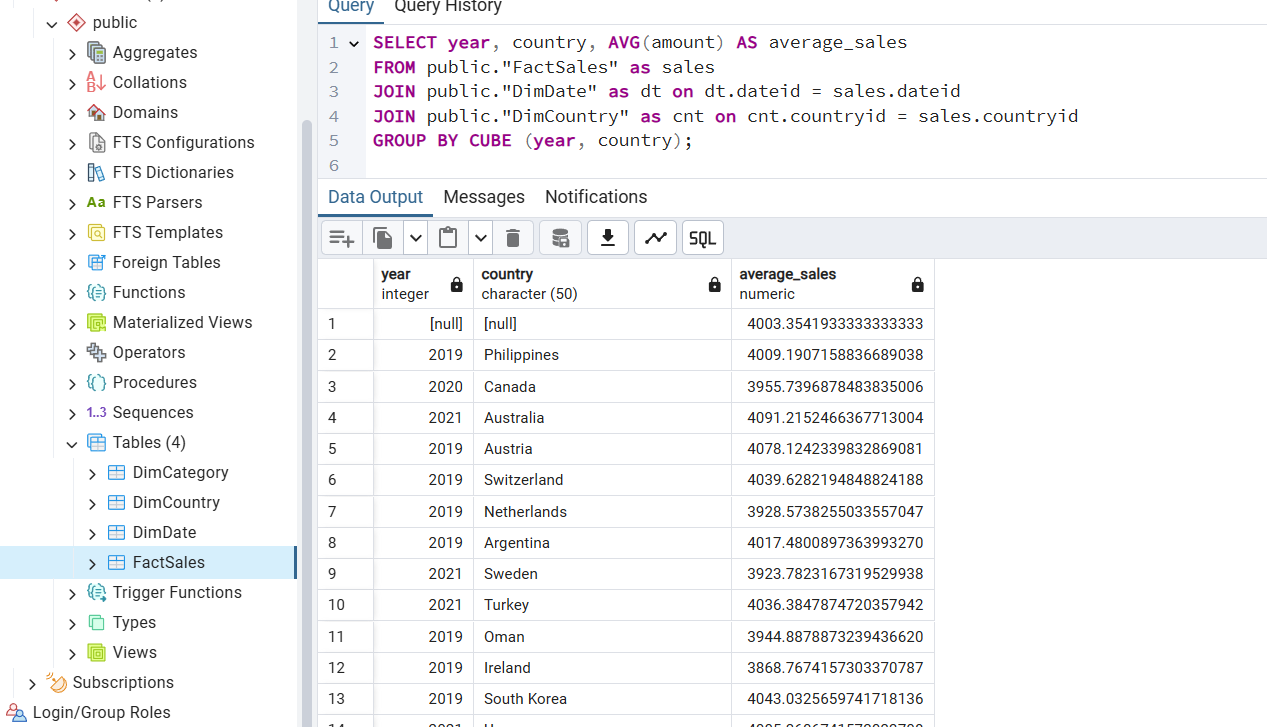 public
Aggregates
Collations
Domains
FTS Configurations
FTS Dictionaries
Aa FTS Parsers
FTS Templates
Foreign Tables
Functions
Materialized Views
Operators
Procedures
1..3 Sequences
Tables (4)
DimCategory
DimCountry
DimDate
FactSales
Trigger Functions
Types
Views
Subscriptions
Login/Group Roles
Query Query History
1 SELECT year, country, AVG(amount) AS average_sales
2 FROM public."FactSales" as sales
3 JOIN public."DimDate" as dt on dt.dateid = sales.dateid
4 JOIN public."DimCountry" as cnt on cnt.countryid = sales.countryid
5 GROUP BY CUBE (year, country);
6
Data Output Messages Notifications
SQL
year country average_sales
integer character (50) numeric
1 [null] [null] 4003.3541933333333333
2 2019 Philippines 4009.1907158836689038
3 2020 Canada 3955.7396878483835006
4 2021 Australia 4091.2152466367713004
5 2019 Austria 4078.1242339832869081
6 2019 Switzerland 4039.6282194848824188
7 2019 Netherlands 3928.5738255033557047
8 2019 Argentina 4017.4800897363993270
9 2021 Sweden 3923.7823167319529938
10 2021 Turkey 4036.3847874720357942
11 2019 Oman 3944.8878873239436620
12 2019 Ireland 3868.7674157303370787
13 2019 South Korea 4043.0325659741718136